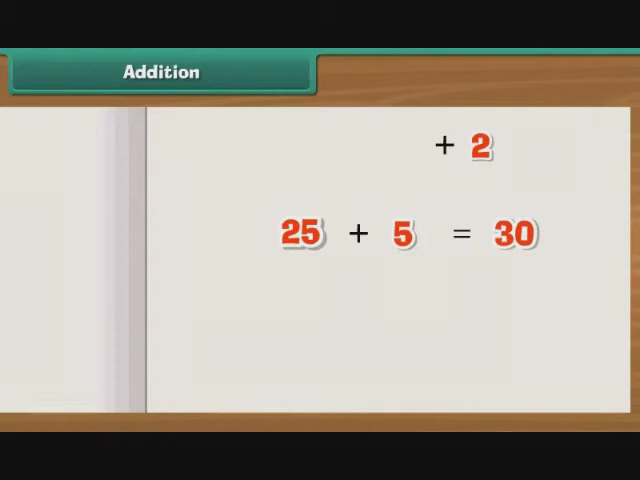 Addition
+ 2
25 + 5 = 30